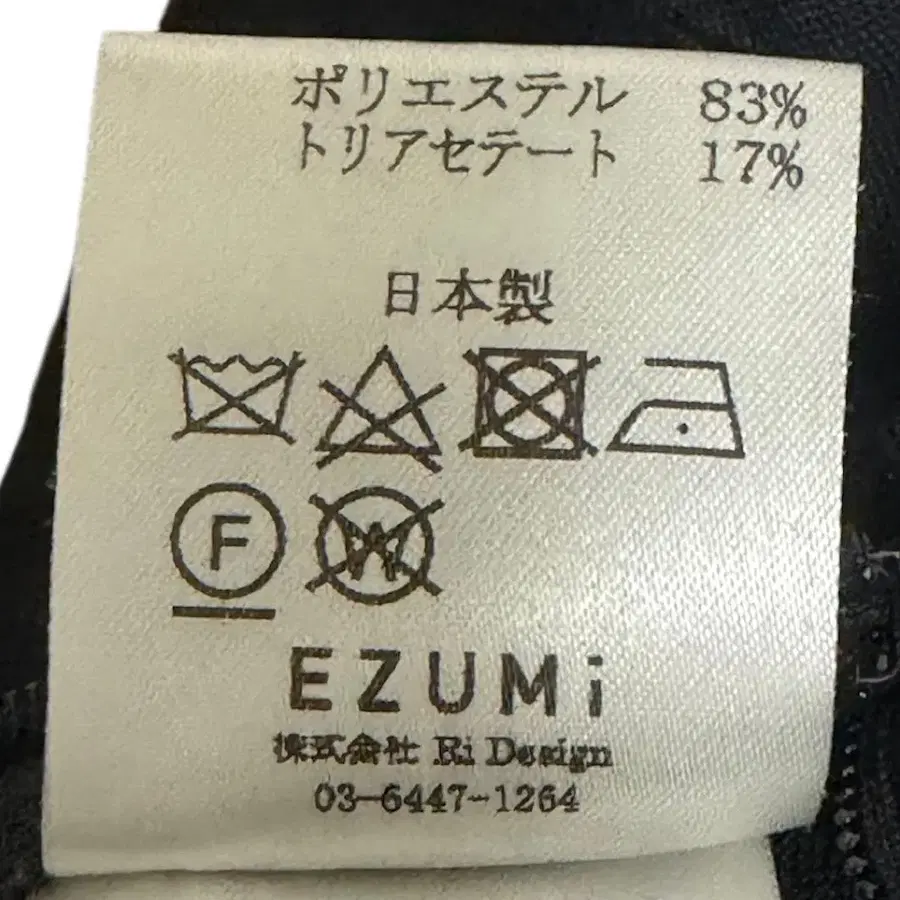 ポリエステル 83%
トリアセテート 17%
日本製
F W
EZUMi
株式会社 Ri Design
03-6447-1264